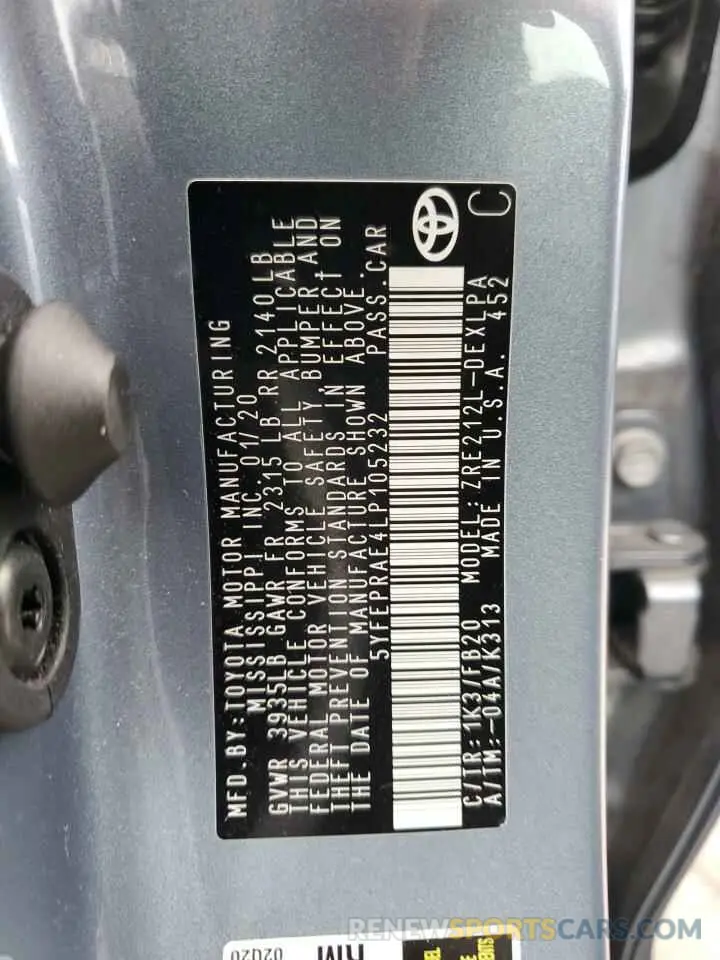 MFD.BY:TOYOTA MOTOR MANUFACTURING
MISSISSIPPI INC. 01/20
GVWR 3935LB GAWR FR 2315 LB RR 2140 LB
THIS VEHICLE CONFORMS TO ALL APPLICABLE
FEDERAL MOTOR VEHICLE SAFETY, BUMPER, AND
THEFT PREVENTION STANDARDS IN EFFECT ON
THE DATE OF MANUFACTURE SHOWN ABOVE.
5YFEPRAE4LP105232 PASS.CAR
C/TR:1K3/FB20 MODEL:ZRE212L-DEXLPA
A/TM:-04A/K313 MADE IN U.S.A. 452
C
02020
RENEWSPORTSCARS.COM